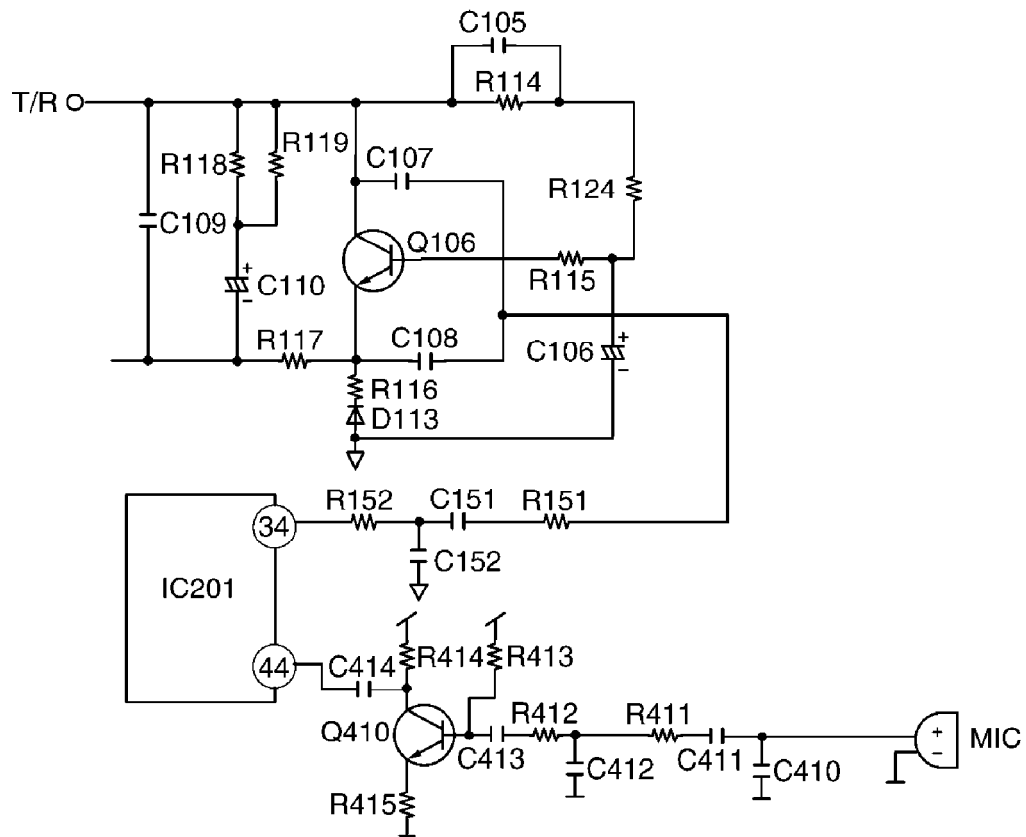 C105
R114
T/R
R118
R119
C107
R124
C109
Q106
R115
C110
R117
C108
C106
+
−
+
−
R116
D113
34
R152
C151
R151
C152
IC201
44
C414
R414
R413
Q410
C413
R412
R411
C411
C412
C410
+
−
MIC
R415